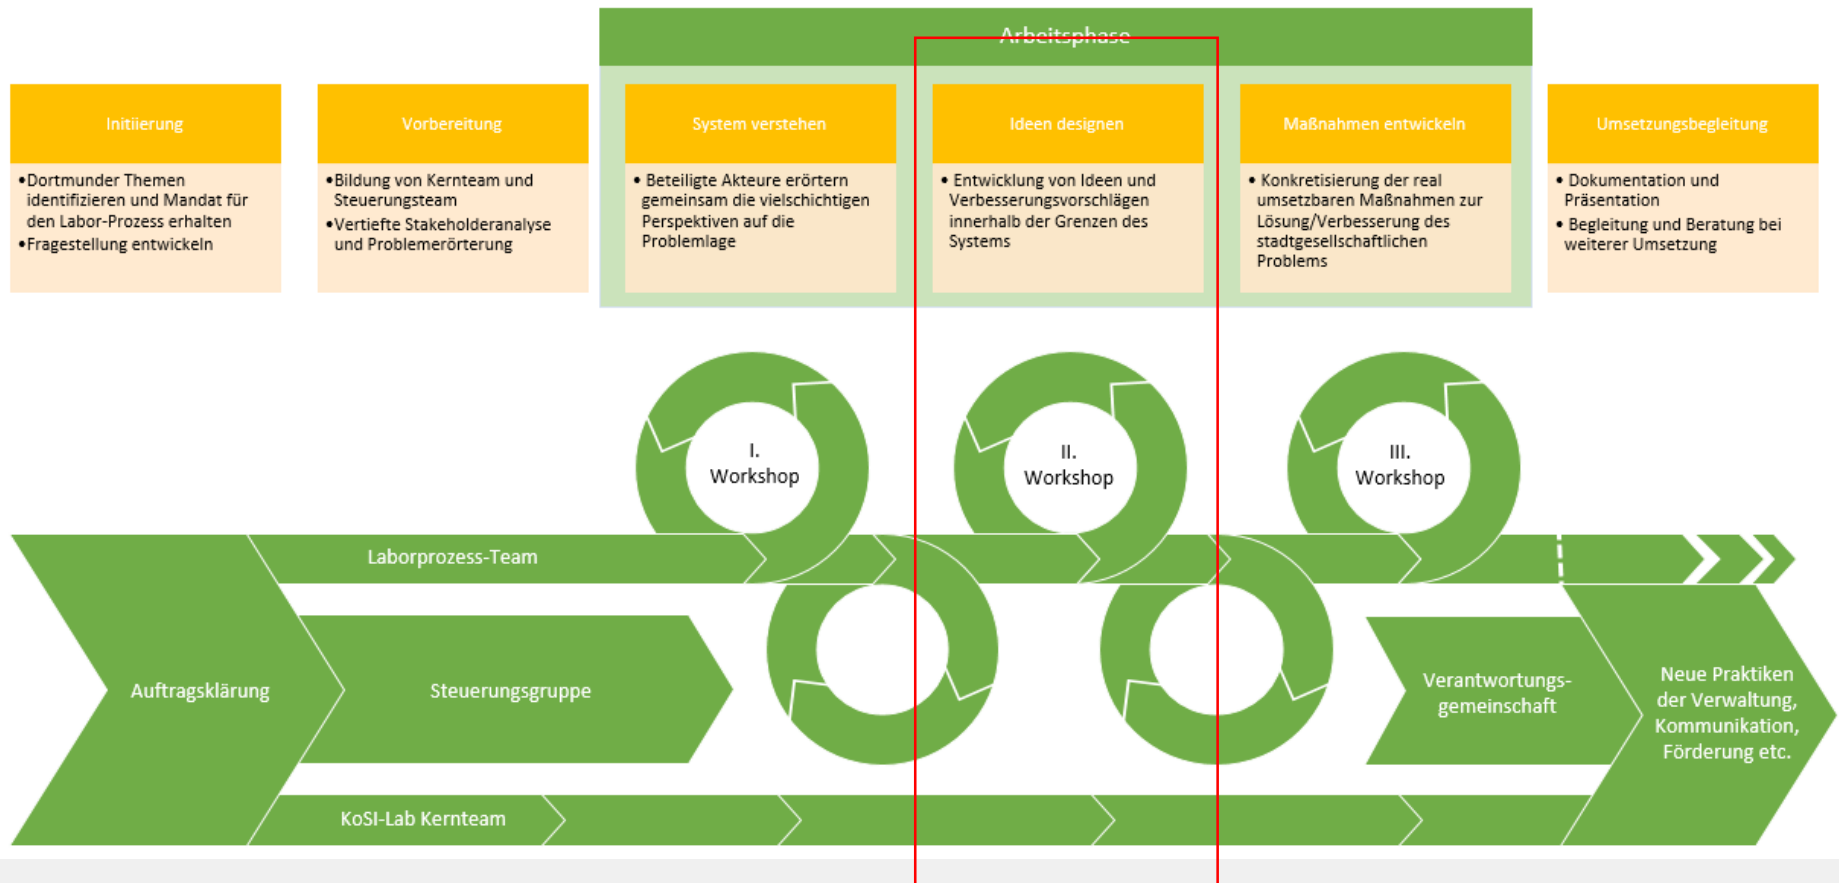 Arbeitsphase
Initiierung
•Dortmunder Themen
identifizieren und Mandat für
den Labor-Prozess erhalten
•Fragestellung entwickeln
Vorbereitung
•Bildung von Kernteam und
Steuerungsteam
•Vertiefte Stakeholderanalyse
und Problemerörterung
System verstehen
• Beteiligte Akteure erörtern
gemeinsam die vielschichtigen
Perspektiven auf die
Problemlage
Ideen designen
• Entwicklung von Ideen und
Verbesserungsvorschlägen
innerhalb der Grenzen des
Systems
Maßnahmen entwickeln
• Konkretisierung der real
umsetzbaren Maßnahmen zur
Lösung/Verbesserung des
stadtgesellschaftlichen
Problems
Umsetzungsbegleitung
• Dokumentation und
Präsentation
• Begleitung und Beratung bei
weiterer Umsetzung
I.
Workshop
II.
Workshop
III.
Workshop
Laborprozess-Team
Auftragsklärung
Steuerungsgruppe
Verantwortungs-
gemeinschaft
Neue Praktiken
der Verwaltung,
Kommunikation,
Förderung etc.
KoSI-Lab Kernteam